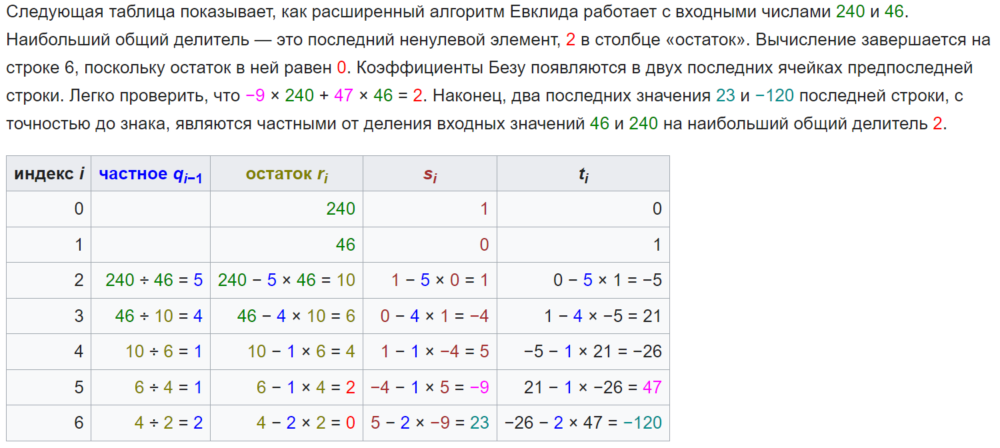 Следующая таблица показывает, как расширенный алгоритм Евклида работает с входными числами 240 и 46.
Наибольший общий делитель — это последний ненулевой элемент, 2 в столбце «остаток». Вычисление завершается на
строке 6, поскольку остаток в ней равен 0. Коэффициенты Безу появляются в двух последних ячейках предпоследней
строки. Легко проверить, что −9 × 240 + 47 × 46 = 2. Наконец, два последних значения 23 и −120 последней строки, с
точностью до знака, являются частными от деления входных значений 46 и 240 на наибольший общий делитель 2.
индекс i частное qi−1 остаток ri si ti
0 240 1 0
1 46 0 1
2 240 ÷ 46 = 5 240 − 5 × 46 = 10 1 − 5 × 0 = 1 0 − 5 × 1 = −5
3 46 ÷ 10 = 4 46 − 4 × 10 = 6 0 − 4 × 1 = −4 1 − 4 × −5 = 21
4 10 ÷ 6 = 1 10 − 1 × 6 = 4 1 − 1 × −4 = 5 −5 − 1 × 21 = −26
5 6 ÷ 4 = 1 6 − 1 × 4 = 2 −4 − 1 × 5 = −9 21 − 1 × −26 = 47
6 4 ÷ 2 = 2 4 − 2 × 2 = 0 5 − 2 × −9 = 23 −26 − 2 × 47 = −120